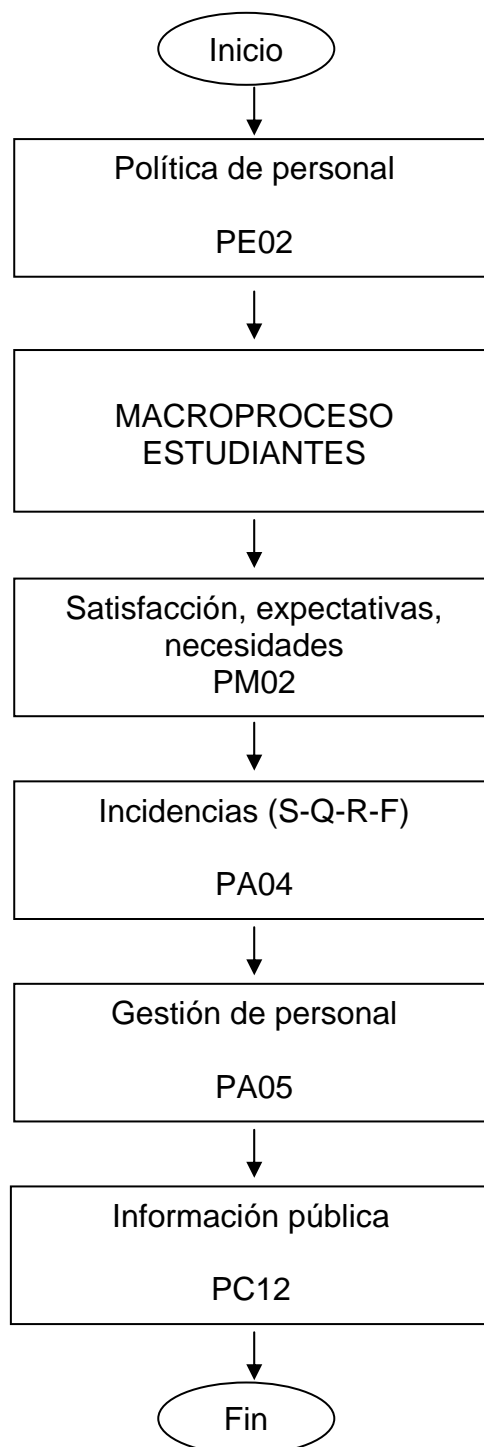 Inicio
Política de personal
PE02
MACROPROCESO
ESTUDIANTES
Satisfacción, expectativas,
necesidades
PM02
Incidencias (S-Q-R-F)
PA04
Gestión de personal
PA05
Información pública
PC12
Fin